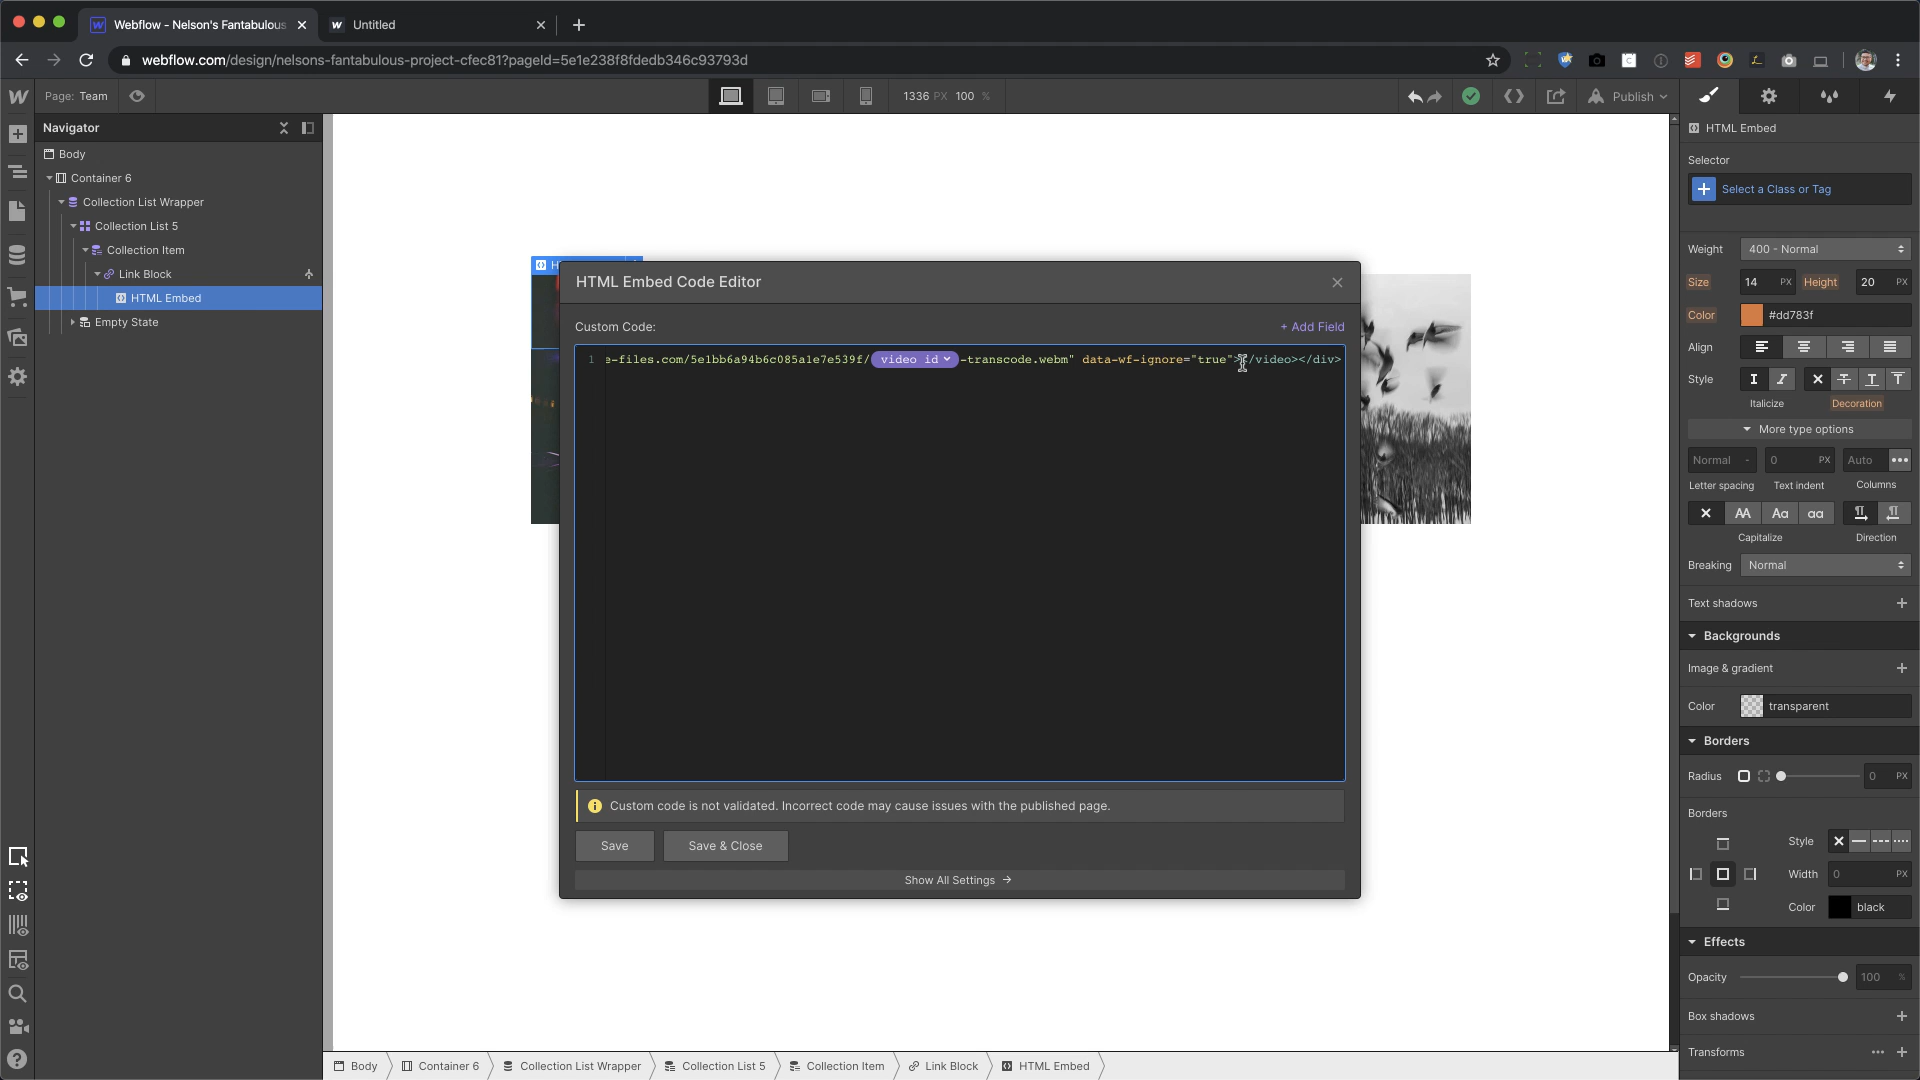 Webflow - Nelson's Fantabulous
Untitled
webflow.com/design/nelsons-fantabulous-project-cfec81?pageId=5e1e238f8fdedb346c93793d
Page: Team
1336 PX 100 %
Publish
Navigator
Body
Container 6
Collection List Wrapper
Collection List 5
Collection Item
Link Block
HTML Embed
Empty State
HTML Embed Code Editor
Custom Code:
+ Add Field
1 e-files.com/5e1bb6a94b6c085a1e7e539f/ video id -transcode.webm" data-wf-ignore="true"></video></div>
Custom code is not validated. Incorrect code may cause issues with the published page.
Save
Save & Close
Show All Settings
HTML Embed
Selector
Select a Class or Tag
Weight 400 - Normal
Size 14 PX Height 20 PX
Color #dd783f
Align
Style
Italicize Decoration
More type options
Normal - 0 PX Auto
Letter spacing Text indent Columns
AA Aa aa
Capitalize Direction
Breaking Normal
Text shadows
Backgrounds
Image & gradient
Color transparent
Borders
Radius 0 PX
Borders
Style
Width 0 PX
Color black
Effects
Opacity 100 %
Box shadows
Transforms
Body Container 6 Collection List Wrapper Collection List 5 Collection Item Link Block HTML Embed